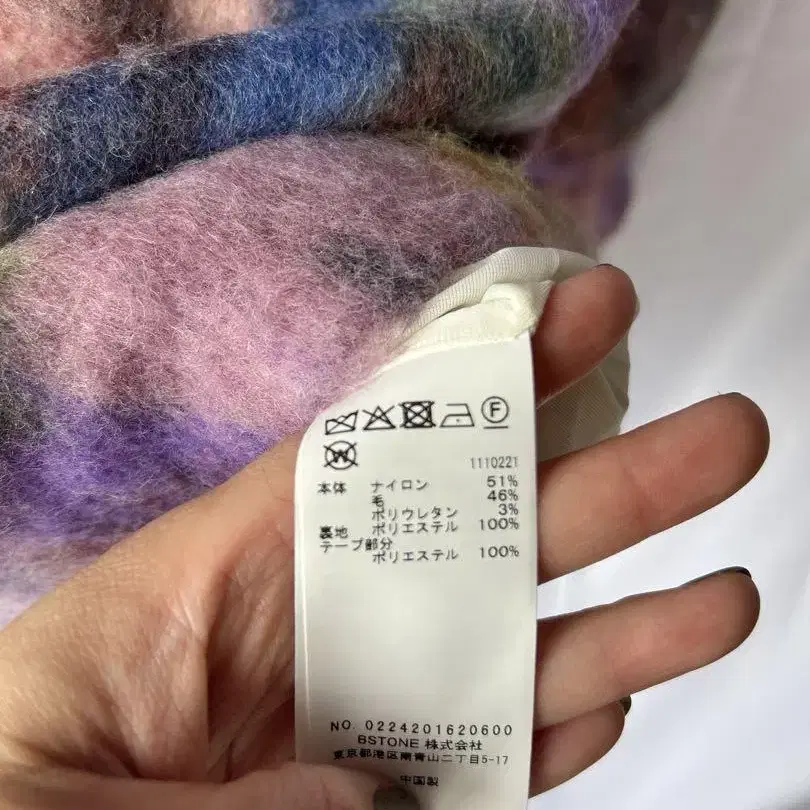 F
W
1110221
本体 ナイロン 51%
毛 46%
ポリウレタン 3%
裏地 ポリエステル 100%
テープ部分
ポリエステル 100%
NO. 0224201620600
BSTONE 株式会社
東京都港区南青山二丁目5-17
中国製